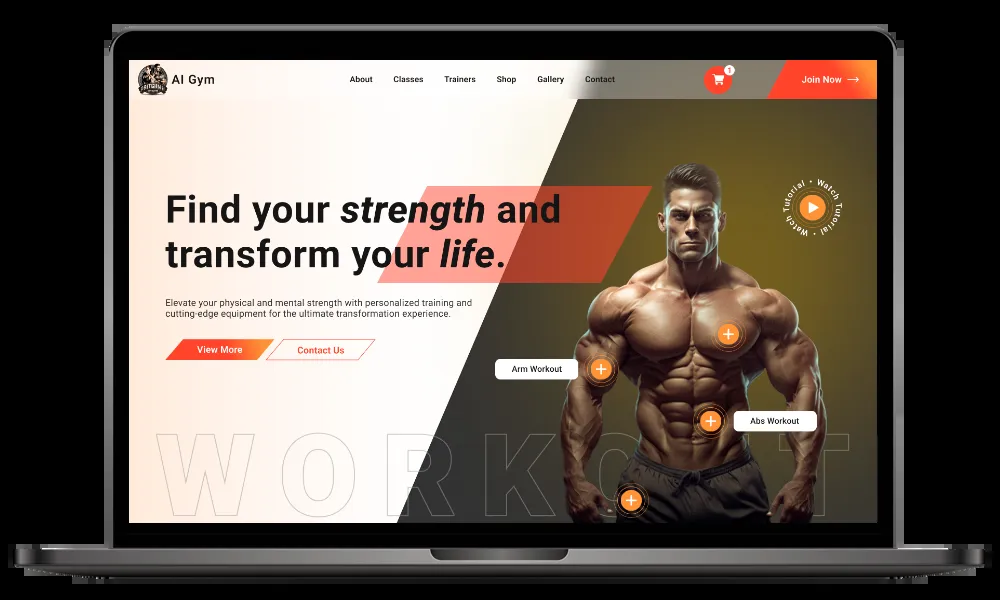 AI Gym
About Classes Trainers Shop Gallery Contact
1
Join Now
Find your strength and
transform your life.
Watch Tutorial • Watch Tutorial •
Elevate your physical and mental strength with personalized training and
cutting-edge equipment for the ultimate transformation experience.
View More Contact Us
Arm Workout
Abs Workout
WORKOUT